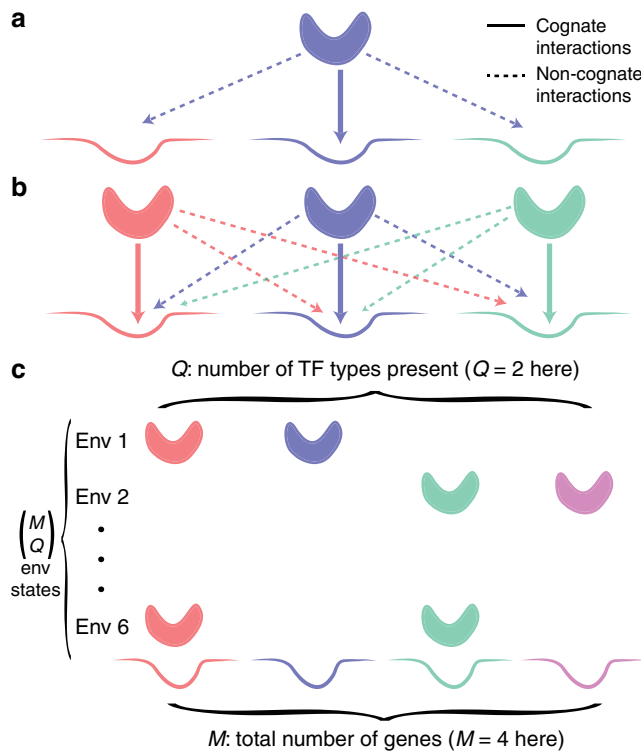 a
Cognate
interactions
Non-cognate
interactions
b
c
Q: number of TF types present (Q = 2 here)
Env 1
Env 2
(M
Q)
env
states
Env 6
M: total number of genes (M = 4 here)